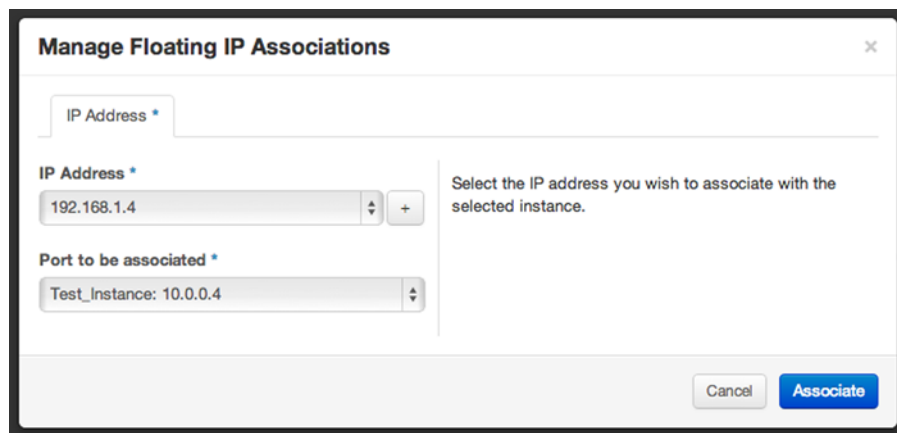 Manage Floating IP Associations
×
IP Address *
IP Address *
192.168.1.4
+
Select the IP address you wish to associate with the
selected instance.
Port to be associated *
Test_Instance: 10.0.0.4
Cancel
Associate